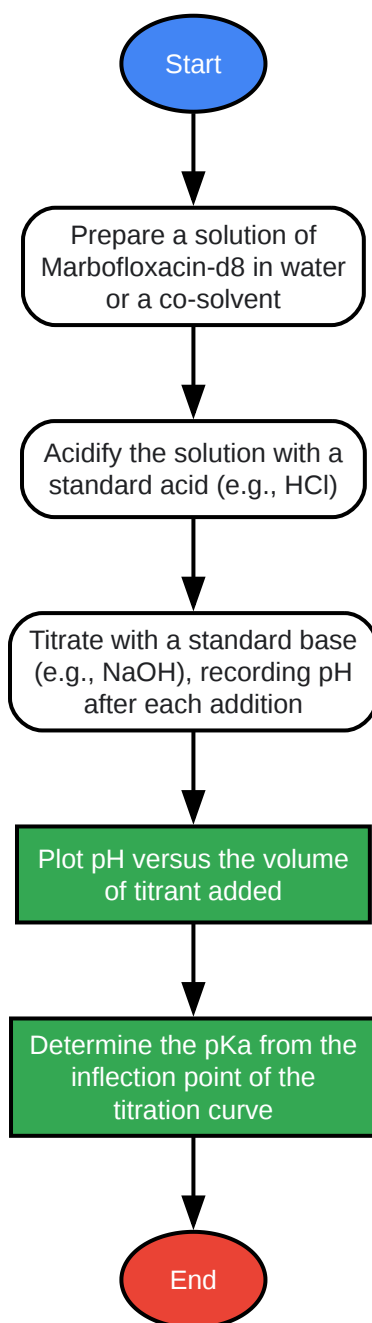 Start
Prepare a solution of
Marbofloxacin-d8 in water
or a co-solvent
Acidify the solution with a
standard acid (e.g., HCl)
Titrate with a standard base
(e.g., NaOH), recording pH
after each addition
Plot pH versus the volume
of titrant added
Determine the pKa from the
inflection point of the
titration curve
End